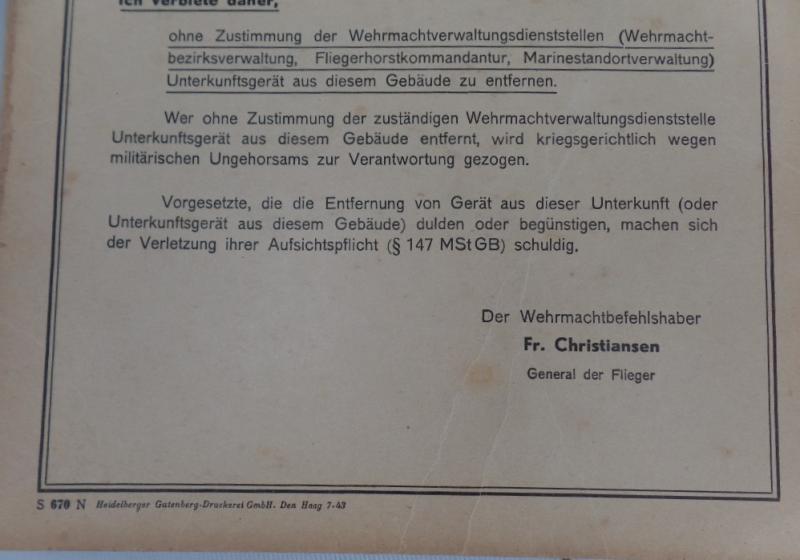 Ich verbiete daher,
ohne Zustimmung der Wehrmachtverwaltungsdienststellen (Wehrmacht-
bezirksverwaltung, Fliegerhorstkommandantur, Marinestandortverwaltung)
Unterkunftsgerät aus diesem Gebäude zu entfernen.
Wer ohne Zustimmung der zuständigen Wehrmachtverwaltungsdienststelle
Unterkunftsgerät aus diesem Gebäude entfernt, wird kriegsgerichtlich wegen
militärischen Ungehorsams zur Verantwortung gezogen.
Vorgesetzte, die die Entfernung von Gerät aus dieser Unterkunft (oder
Unterkunftsgerät aus diesem Gebäude) dulden oder begünstigen, machen sich
der Verletzung ihrer Aufsichtspflicht (§ 147 MStGB) schuldig.
Der Wehrmachtbefehlshaber
Fr. Christiansen
General der Flieger
S 670 N Heidelberger Gutenberg-Druckerei GmbH. Den Haag 7-43